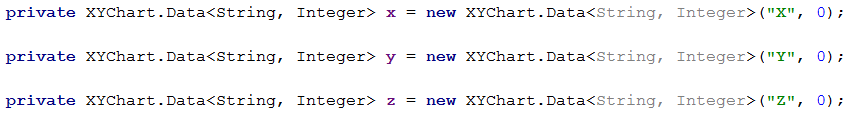 private XYChart.Data<String, Integer> x = new XYChart.Data<String, Integer>("X", 0);
private XYChart.Data<String, Integer> y = new XYChart.Data<String, Integer>("Y", 0);
private XYChart.Data<String, Integer> z = new XYChart.Data<String, Integer>("Z", 0);